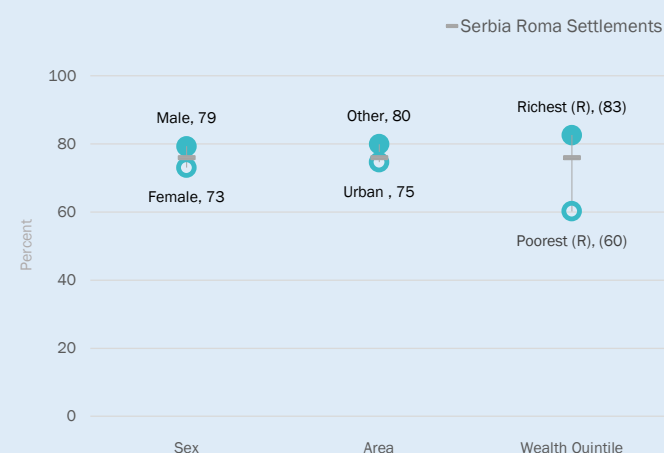 Serbia Roma Settlements
100
Richest (R), (83)
Male, 79
Other, 80
80
Female, 73
Urban , 75
60
Poorest (R), (60)
Percent
40
20
0
Sex
Area
Wealth Quintile